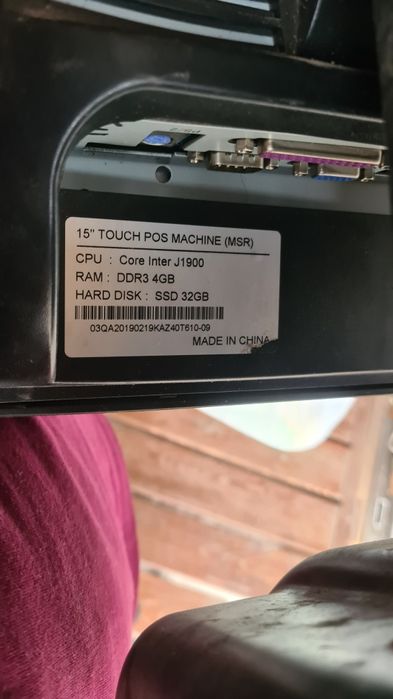 15" TOUCH POS MACHINE (MSR)
CPU : Core Inter J1900
RAM : DDR3 4GB
HARD DISK : SSD 32GB
03QA20190219KAZ40T610-09
MADE IN CHINA